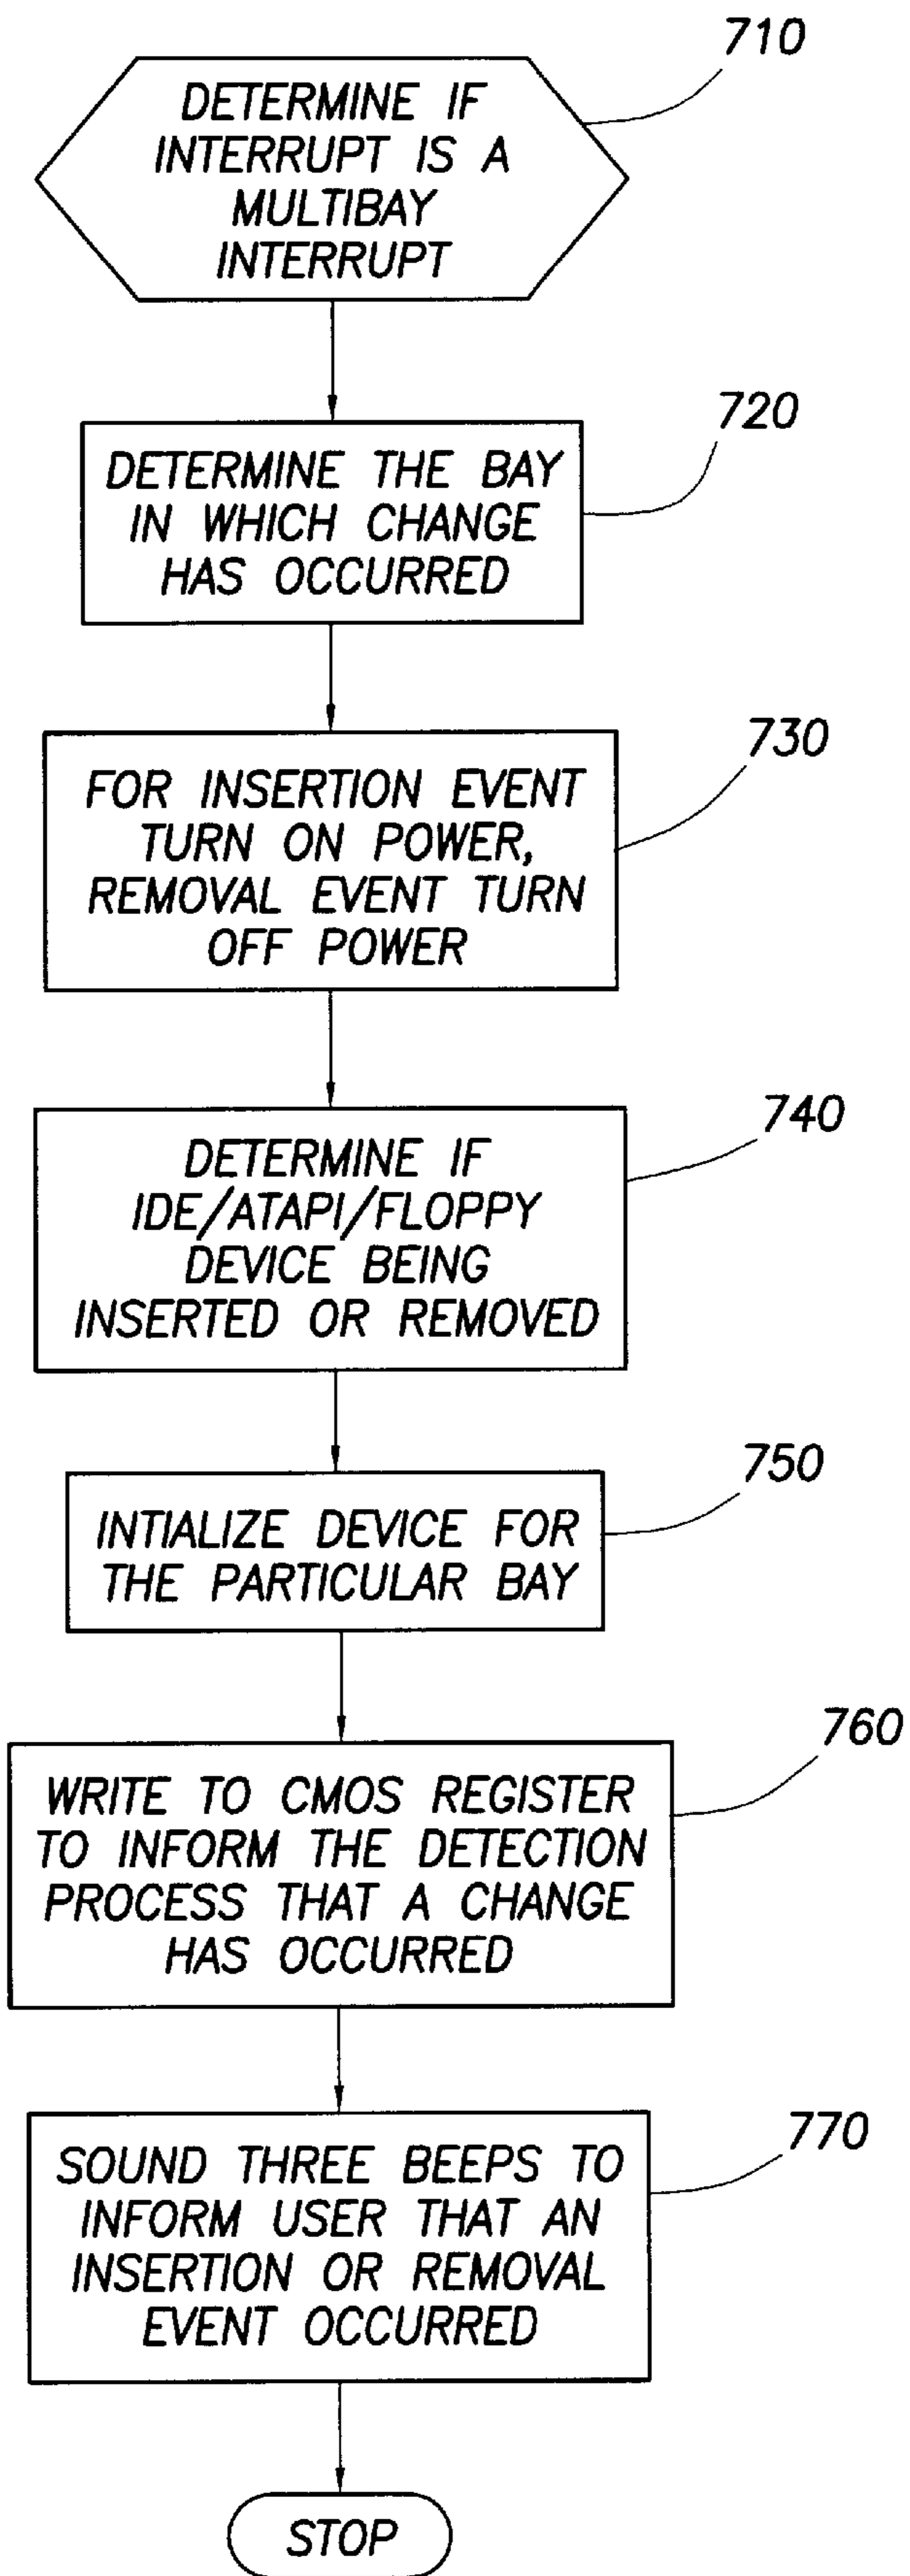 710
DETERMINE IF
INTERRUPT IS A
MULTIBAY
INTERRUPT
720
DETERMINE THE BAY
IN WHICH CHANGE
HAS OCCURRED
730
FOR INSERTION EVENT
TURN ON POWER,
REMOVAL EVENT TURN
OFF POWER
740
DETERMINE IF
IDE/ATAPI/FLOPPY
DEVICE BEING
INSERTED OR REMOVED
750
INTIALIZE DEVICE FOR
THE PARTICULAR BAY
760
WRITE TO CMOS REGISTER
TO INFORM THE DETECTION
PROCESS THAT A CHANGE
HAS OCCURRED
770
SOUND THREE BEEPS TO
INFORM USER THAT AN
INSERTION OR REMOVAL
EVENT OCCURRED
STOP